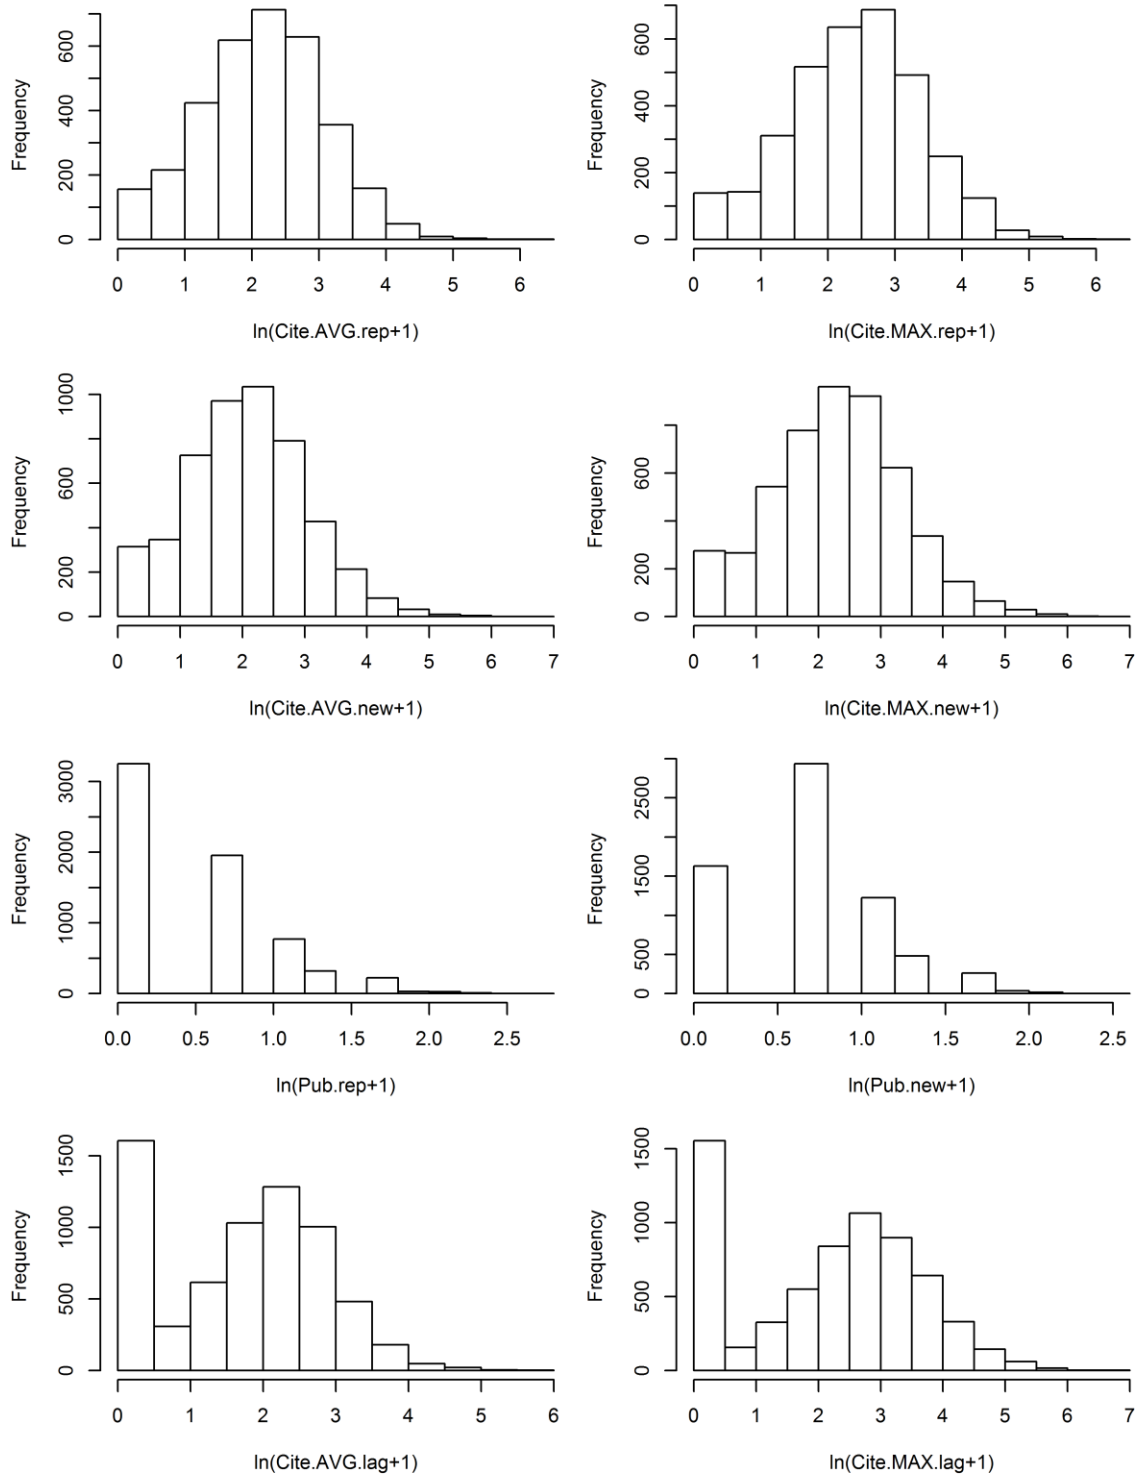 Frequency
0 200 400 600
0 1 2 3 4 5 6
ln(Cite.AVG.rep+1)
Frequency
0 200 400 600
0 1 2 3 4 5 6
ln(Cite.MAX.rep+1)
Frequency
0 200 600 1000
0 1 2 3 4 5 6 7
ln(Cite.AVG.new+1)
Frequency
0 200 600
0 1 2 3 4 5 6 7
ln(Cite.MAX.new+1)
Frequency
0 1000 2000 3000
0.0 0.5 1.0 1.5 2.0 2.5
ln(Pub.rep+1)
Frequency
0 500 1500 2500
0.0 0.5 1.0 1.5 2.0 2.5
ln(Pub.new+1)
Frequency
0 500 1000 1500
0 1 2 3 4 5 6
ln(Cite.AVG.lag+1)
Frequency
0 500 1000 1500
0 1 2 3 4 5 6 7
ln(Cite.MAX.lag+1)